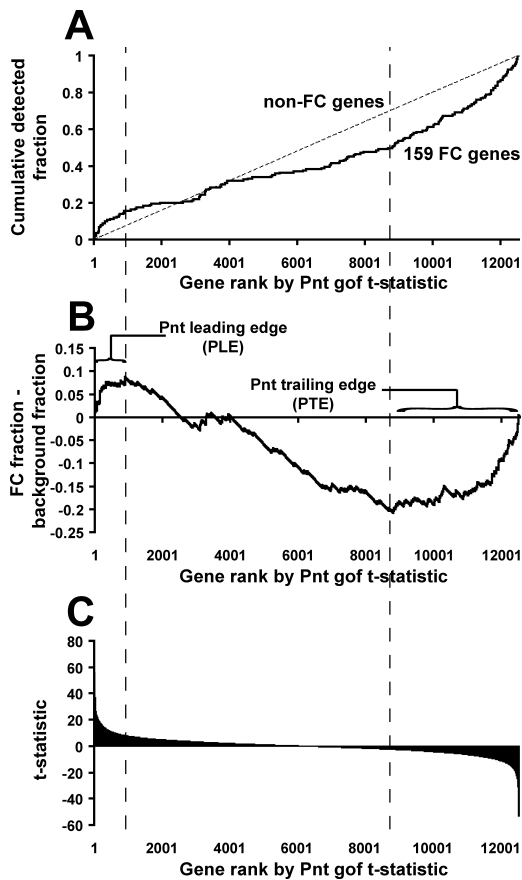 A
Cumulative detected
fraction
1
0.8
0.6
0.4
0.2
0
non-FC genes
159 FC genes
1 2001 4001 6001 8001 10001 12001
Gene rank by Pnt gof t-statistic
B
Pnt leading edge
(PLE)
Pnt trailing edge
(PTE)
FC fraction -
background fraction
0.15
0.1
0.05
0
-0.05
-0.1
-0.15
-0.2
-0.25
1 2001 4001 6001 8001 10001 12001
Gene rank by Pnt gof t-statistic
C
t-statistic
80
60
40
20
0
-20
-40
-60
1 2001 4001 6001 8001 10001 12001
Gene rank by Pnt gof t-statistic